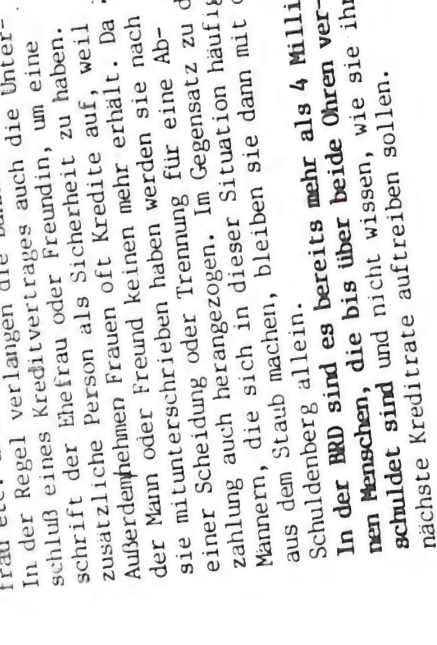 frau etc.
In der Regel verlangen die
schluß eines Kreditvertrages auch die Unter-
schrift der Ehefrau oder Freundin, um eine
zusätzliche Person als Sicherheit zu haben.
Außerdem nehmen Frauen oft Kredite auf, weil
der Mann oder Freund keinen mehr erhält. Da
sie mitunterschrieben haben werden sie nach
einer Scheidung oder Trennung für eine Ab-
zahlung auch herangezogen. Im Gegensatz zu d
Männern, die sich in dieser Situation häufig
aus dem Staub machen, bleiben sie dann mit
Schuldenberg allein.
In der BRD sind es bereits mehr als 4 Milli
nen Menschen, die bis über beide Ohren ver-
schuldet sind und nicht wissen, wie sie ihr
nächste Kreditrate auftreiben sollen.